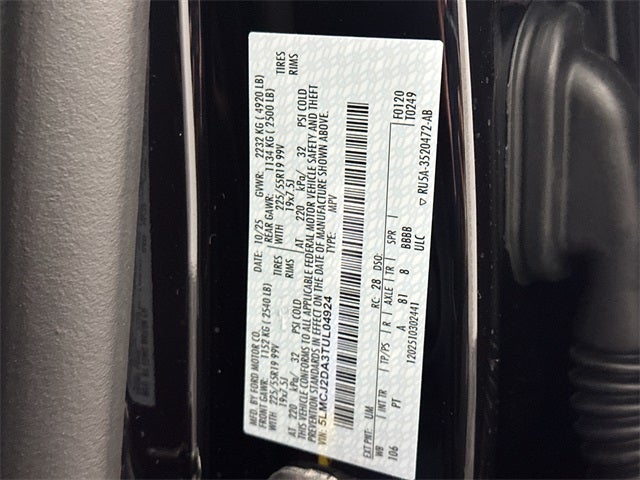 MFD. BY FORD MOTOR CO.
DATE: 10/25 GVWR: 2232 KG ( 4920 LB)
FRONT GAWR: 1152 KG ( 2540 LB) REAR GAWR: 1134 KG ( 2500 LB)
WITH 225/55R19 99V TIRES WITH 225/55R19 99V TIRES
19x7.5J RIMS 19x7.5J RIMS
AT 220 kPa/ 32 PSI COLD AT 220 kPa/ 32 PSI COLD
THIS VEHICLE CONFORMS TO ALL APPLICABLE FEDERAL MOTOR VEHICLE SAFETY AND THEFT
PREVENTION STANDARDS IN EFFECT ON THE DATE OF MANUFACTURE SHOWN ABOVE.
VIN: 5LMCJ2DA3TUL04924 TYPE: MPV
EXT PNT: UM RC: 28 DSO: F0120
T0249
WB INT TR TP/PS R AXLE TR SPR
106 PT A 81 8 BBBB
ULC
1202510302441 ▽ RU5A-3520472-AB